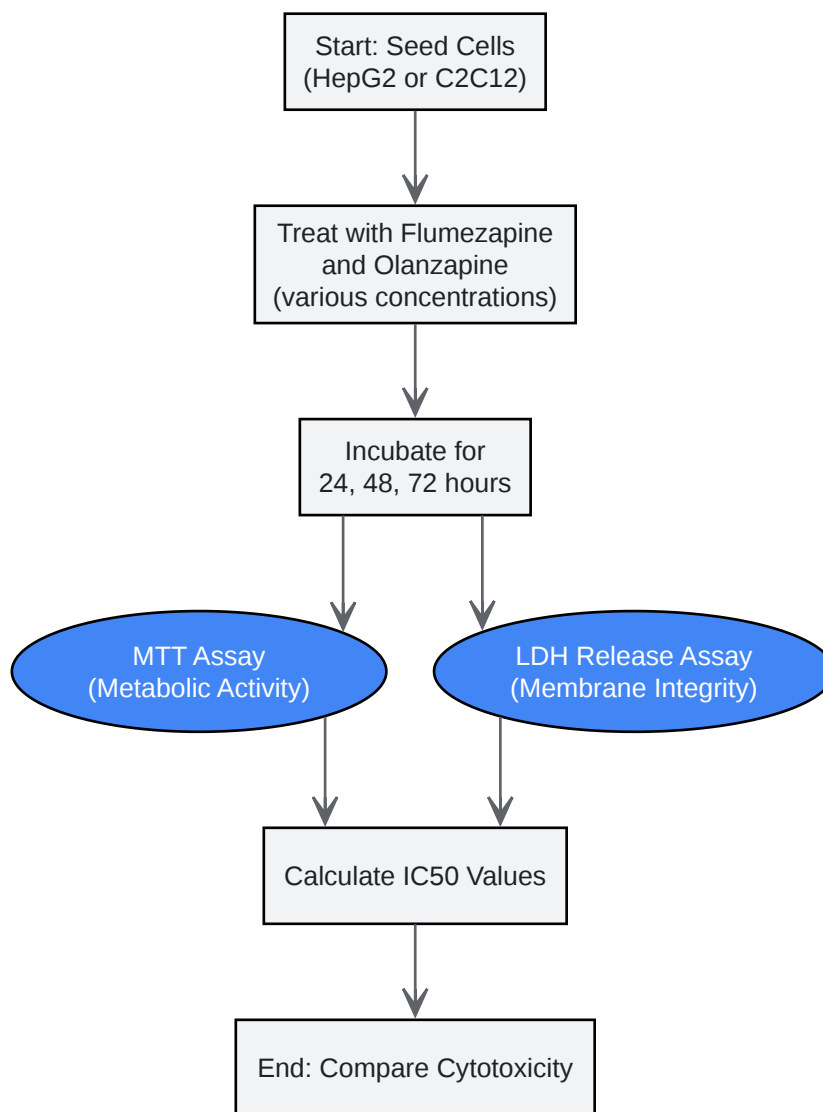 Start: Seed Cells
(HepG2 or C2C12)
Treat with Flumezapine
and Olanzapine
(various concentrations)
Incubate for
24, 48, 72 hours
MTT Assay
(Metabolic Activity)
LDH Release Assay
(Membrane Integrity)
Calculate IC50 Values
End: Compare Cytotoxicity